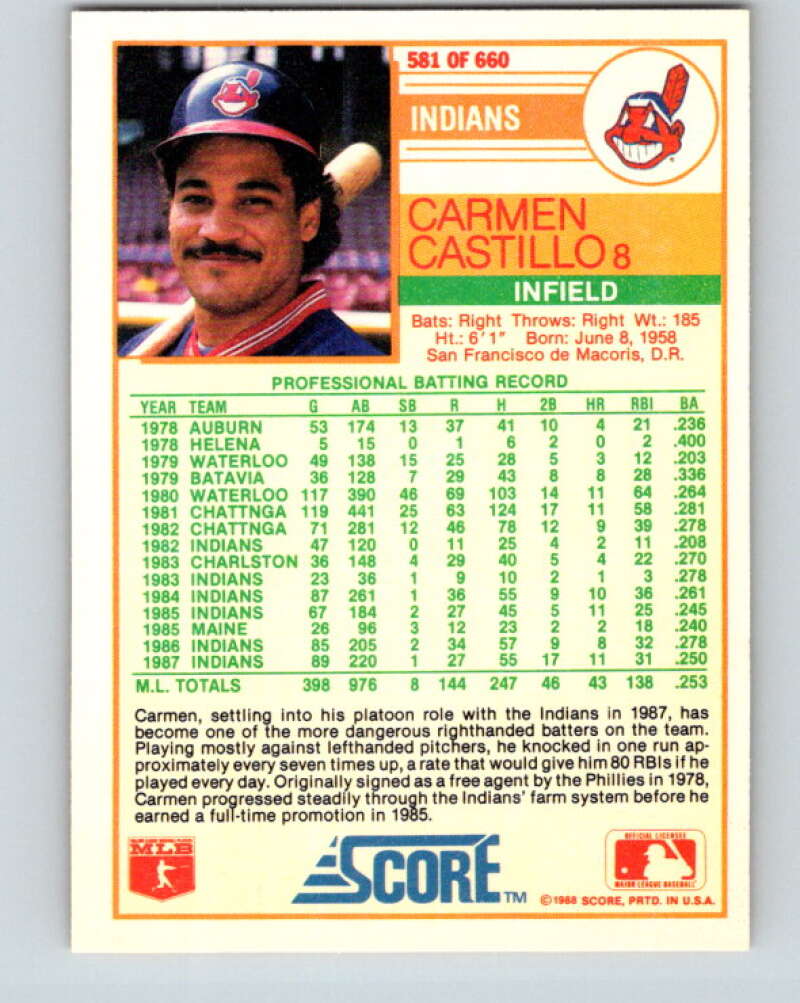 581 OF 660
INDIANS
CARMEN
CASTILLO 8
INFIELD
Bats: Right Throws: Right Wt.: 185
Ht.: 6'1" Born: June 8, 1958
San Francisco de Macoris, D.R.
PROFESSIONAL BATTING RECORD
YEAR TEAM G AB SB R H 2B HR RBI BA
1978 AUBURN 53 174 13 37 41 10 4 21 .236
1978 HELENA 5 15 0 1 6 2 0 2 .400
1979 WATERLOO 49 138 15 25 28 5 3 12 .203
1979 BATAVIA 36 128 7 29 43 8 8 28 .336
1980 WATERLOO 117 390 46 69 103 14 11 64 .264
1981 CHATTNGA 119 441 25 63 124 17 11 58 .281
1982 CHATTNGA 71 281 12 46 78 12 9 39 .278
1982 INDIANS 47 120 0 11 25 4 2 11 .208
1983 CHARLSTON 36 148 4 29 40 5 4 22 .270
1983 INDIANS 23 36 1 9 10 2 1 3 .278
1984 INDIANS 87 261 1 36 55 9 10 36 .261
1985 INDIANS 67 184 2 27 45 5 11 25 .245
1985 MAINE 26 96 3 12 23 2 2 18 .240
1986 INDIANS 85 205 2 34 57 9 8 32 .278
1987 INDIANS 89 220 1 27 55 17 11 31 .250
M.L. TOTALS 398 976 8 144 247 46 43 138 .253
Carmen, settling into his platoon role with the Indians in 1987, has
become one of the more dangerous righthanded batters on the team.
Playing mostly against lefthanded pitchers, he knocked in one run ap-
proximately every seven times up, a rate that would give him 80 RBIs if he
played every day. Originally signed as a free agent by the Phillies in 1978,
Carmen progressed steadily through the Indians' farm system before he
earned a full-time promotion in 1985.
MAJOR LEAGUE BASEBALL PLAYERS
MLB
SCORE™
OFFICIAL LICENSEE
MAJOR LEAGUE BASEBALL
©1988 SCORE, PRTD. IN U.S.A.